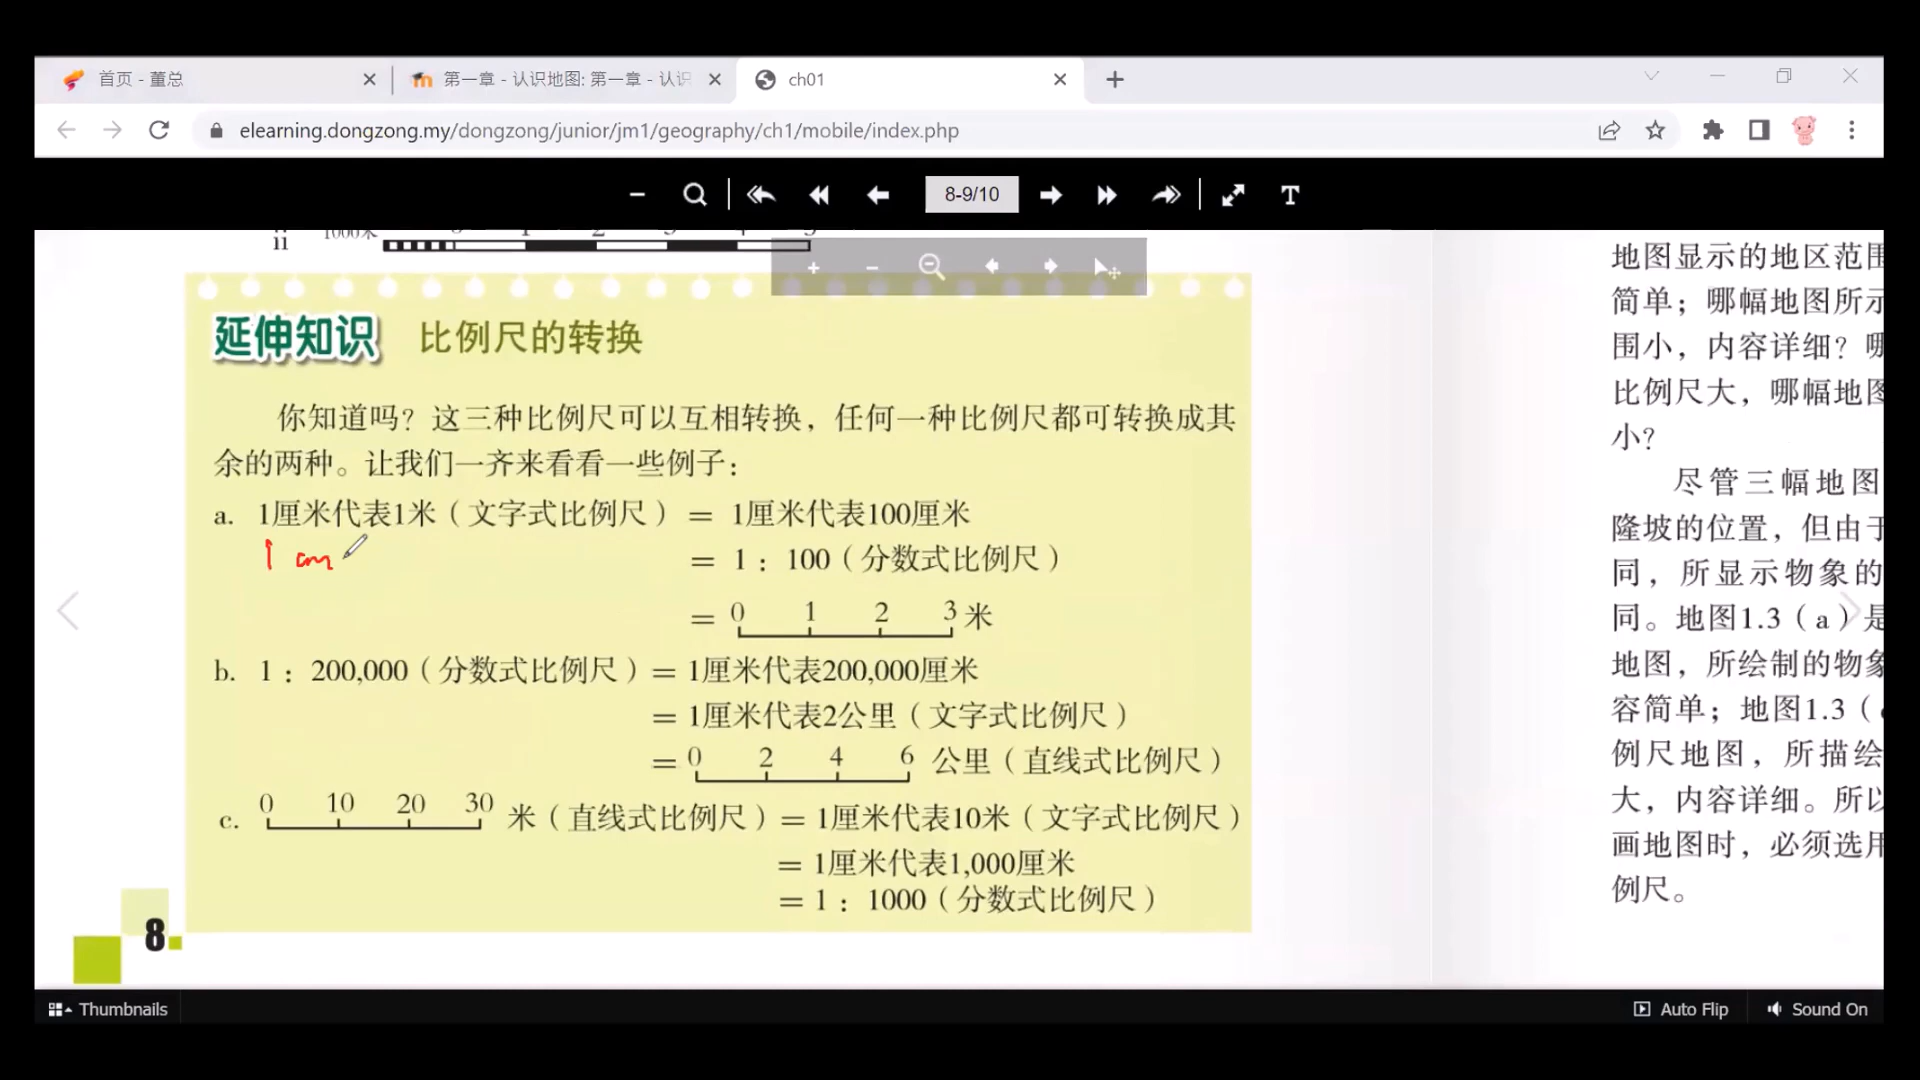 首页 - 董总
第一章 - 认识地图: 第一章 - 认识
ch01
elearning.dongzong.my/dongzong/junior/jm1/geography/ch1/mobile/index.php
8-9/10
T
ii 1000米
延伸知识 比例尺的转换
你知道吗？这三种比例尺可以互相转换，任何一种比例尺都可转换成其
余的两种。让我们一齐来看看一些例子：
a. 1厘米代表1米（文字式比例尺）= 1厘米代表100厘米
1 cm
= 1 : 100（分数式比例尺）
= 0 1 2 3 米
b. 1 : 200,000（分数式比例尺）= 1厘米代表200,000厘米
= 1厘米代表2公里（文字式比例尺）
= 0 2 4 6 公里（直线式比例尺）
c. 0 10 20 30 米（直线式比例尺）= 1厘米代表10米（文字式比例尺）
= 1厘米代表1,000厘米
= 1 : 1000（分数式比例尺）
8
地图显示的地区范围
简单；哪幅地图所示
围小，内容详细？哪
比例尺大，哪幅地图
小？
尽管三幅地图
隆坡的位置，但由于
同，所显示物象的
同。地图1.3（a）是
地图，所绘制的物象
容简单；地图1.3（
例尺地图，所描绘
大，内容详细。所以
画地图时，必须选用
例尺。
Thumbnails
Auto Flip
Sound On